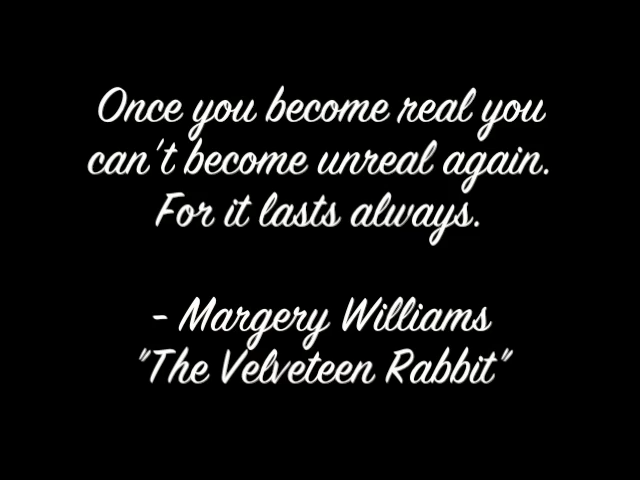 Once you become real you
can't become unreal again.
For it lasts always.
- Margery Williams
"The Velveteen Rabbit"